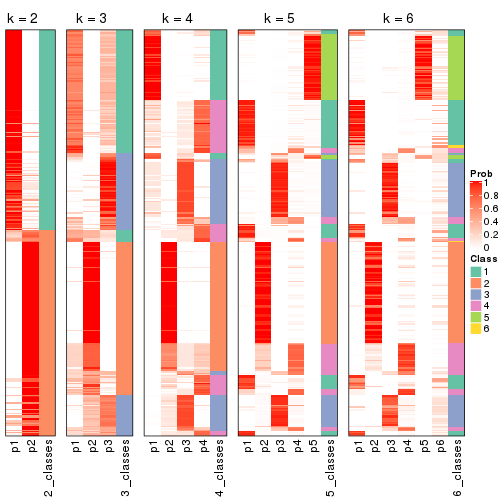 k = 2
k = 3
k = 4
k = 5
k = 6
p1
p2
2_classes
p1
p2
p3
3_classes
p1
p2
p3
p4
4_classes
p1
p2
p3
p4
p5
5_classes
p1
p2
p3
p4
p5
p6
6_classes
Prob
1
0.8
0.6
0.4
0.2
0
Class
1
2
3
4
5
6